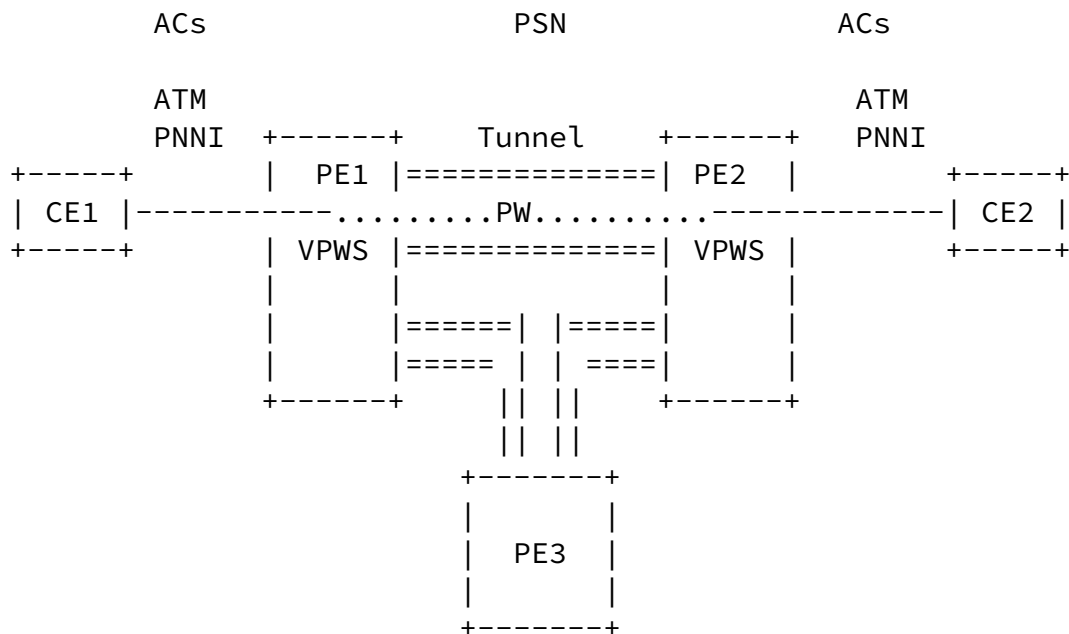 ACs PSN ACs
ATM ATM
PNNI Tunnel PNNI
PE1 PE2
CE1 PW CE2
VPWS VPWS
PE3